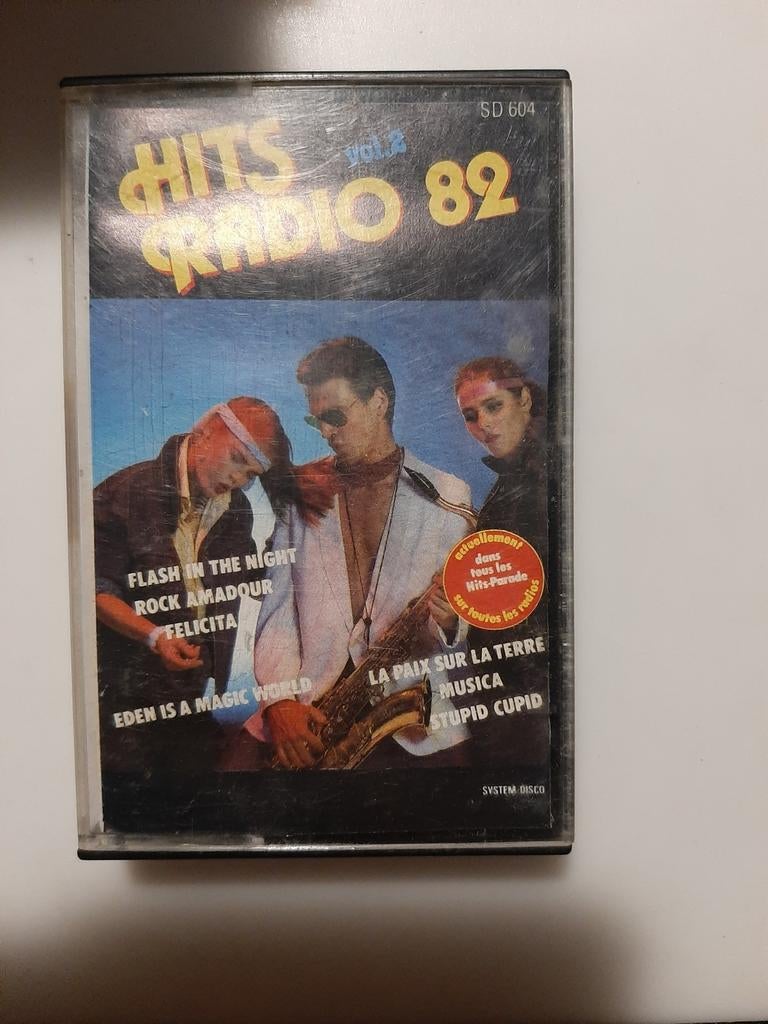 SD 604
HITS vol.2
RADIO 82
FLASH IN THE NIGHT
ROCK AMADOUR
FELICITA
EDEN IS A MAGIC WORLD
actuellement
dans
tous les
Hits-Parade
sur toutes les radios
LA PAIX SUR LA TERRE
MUSICA
STUPID CUPID
SYSTEM DISCO